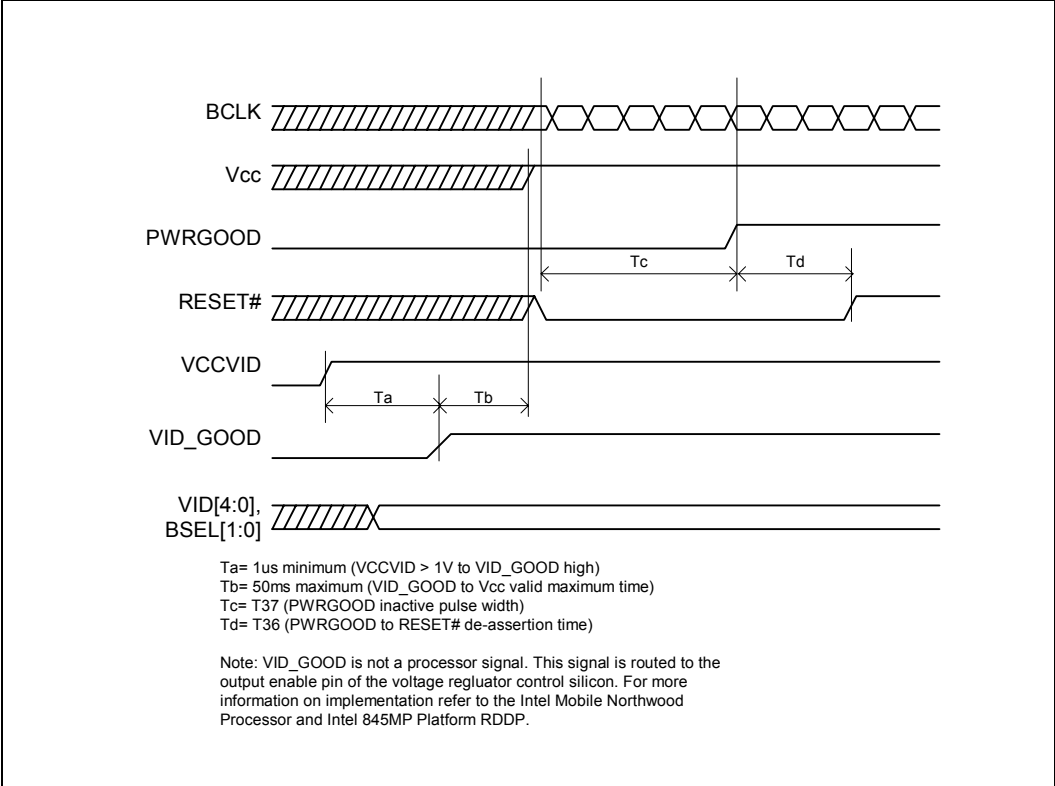 BCLK
Vcc
PWRGOOD
Tc
Td
RESET#
VCCVID
Ta
Tb
VID_GOOD
VID[4:0],
BSEL[1:0]
Ta= 1us minimum (VCCVID > 1V to VID_GOOD high)
Tb= 50ms maximum (VID_GOOD to Vcc valid maximum time)
Tc= T37 (PWRGOOD inactive pulse width)
Td= T36 (PWRGOOD to RESET# de-assertion time)
Note: VID_GOOD is not a processor signal. This signal is routed to the
output enable pin of the voltage regluator control silicon. For more
information on implementation refer to the Intel Mobile Northwood
Processor and Intel 845MP Platform RDDP.